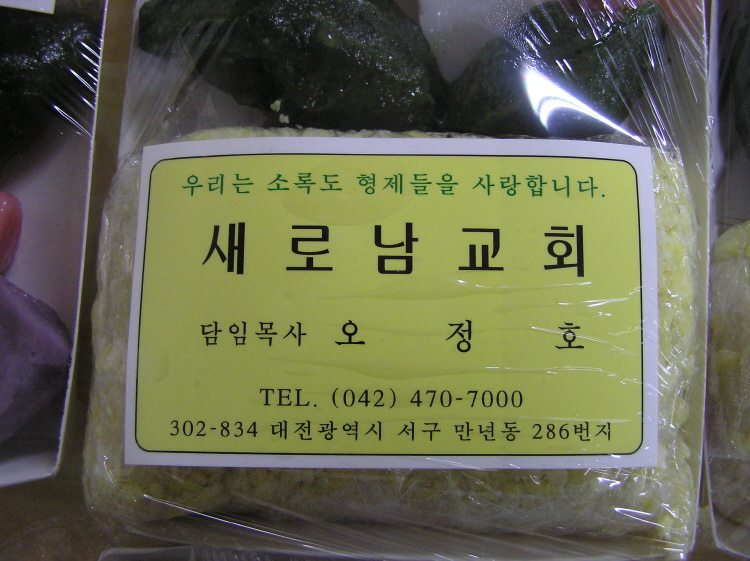 우리는 소록도 형제들을 사랑합니다.
새로남교회
담임목사 오 정 호
TEL. (042) 470-7000
302-834 대전광역시 서구 만년동 286번지